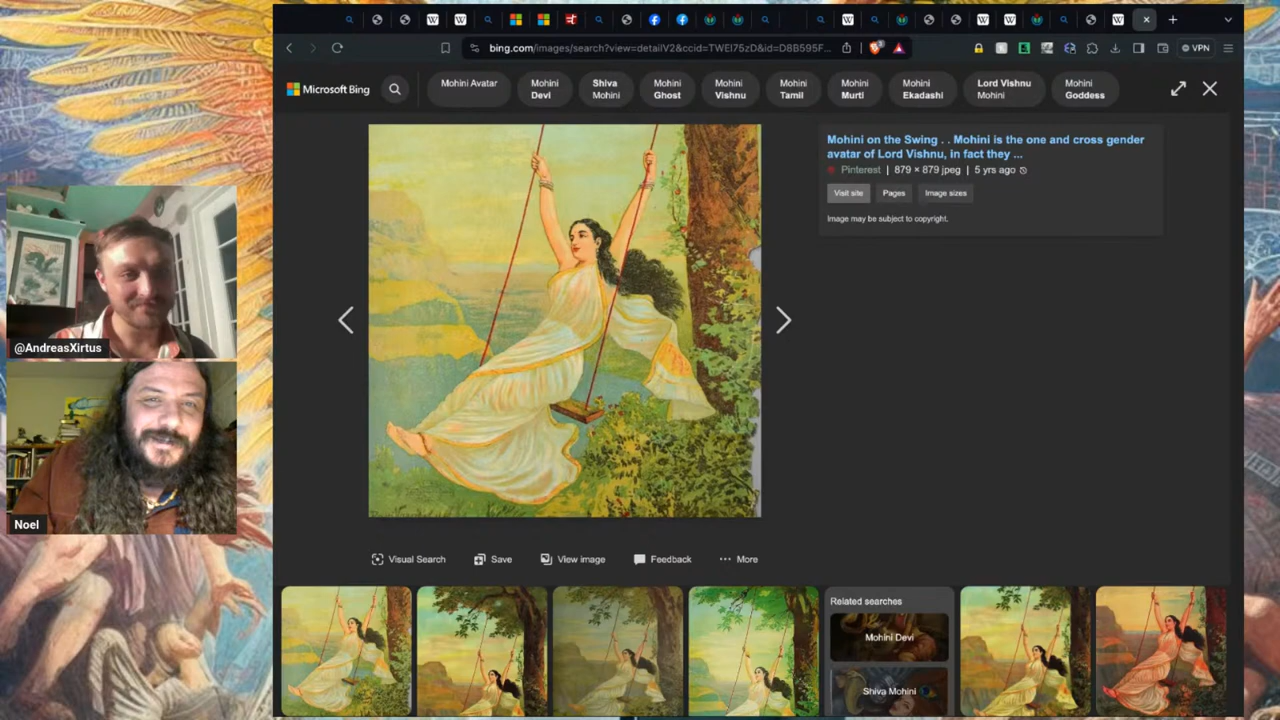 bing.com/images/search?view=detailV2&ccid=TWEI75zD&id=D8B595F...
VPN
Microsoft Bing
Mohini Avatar
Mohini
Devi
Shiva
Mohini
Mohini
Ghost
Mohini
Vishnu
Mohini
Tamil
Mohini
Murti
Mohini
Ekadashi
Lord Vishnu
Mohini
Mohini
Goddess
Mohini on the Swing . . Mohini is the one and cross gender
avatar of Lord Vishnu, in fact they ...
Pinterest | 879 × 879 jpeg | 5 yrs ago
Visit site
Pages
Image sizes
Image may be subject to copyright.
@AndreasXirtus
Noel
Visual Search
Save
View image
Feedback
More
Related searches
Mohini Devi
Shiva Mohini